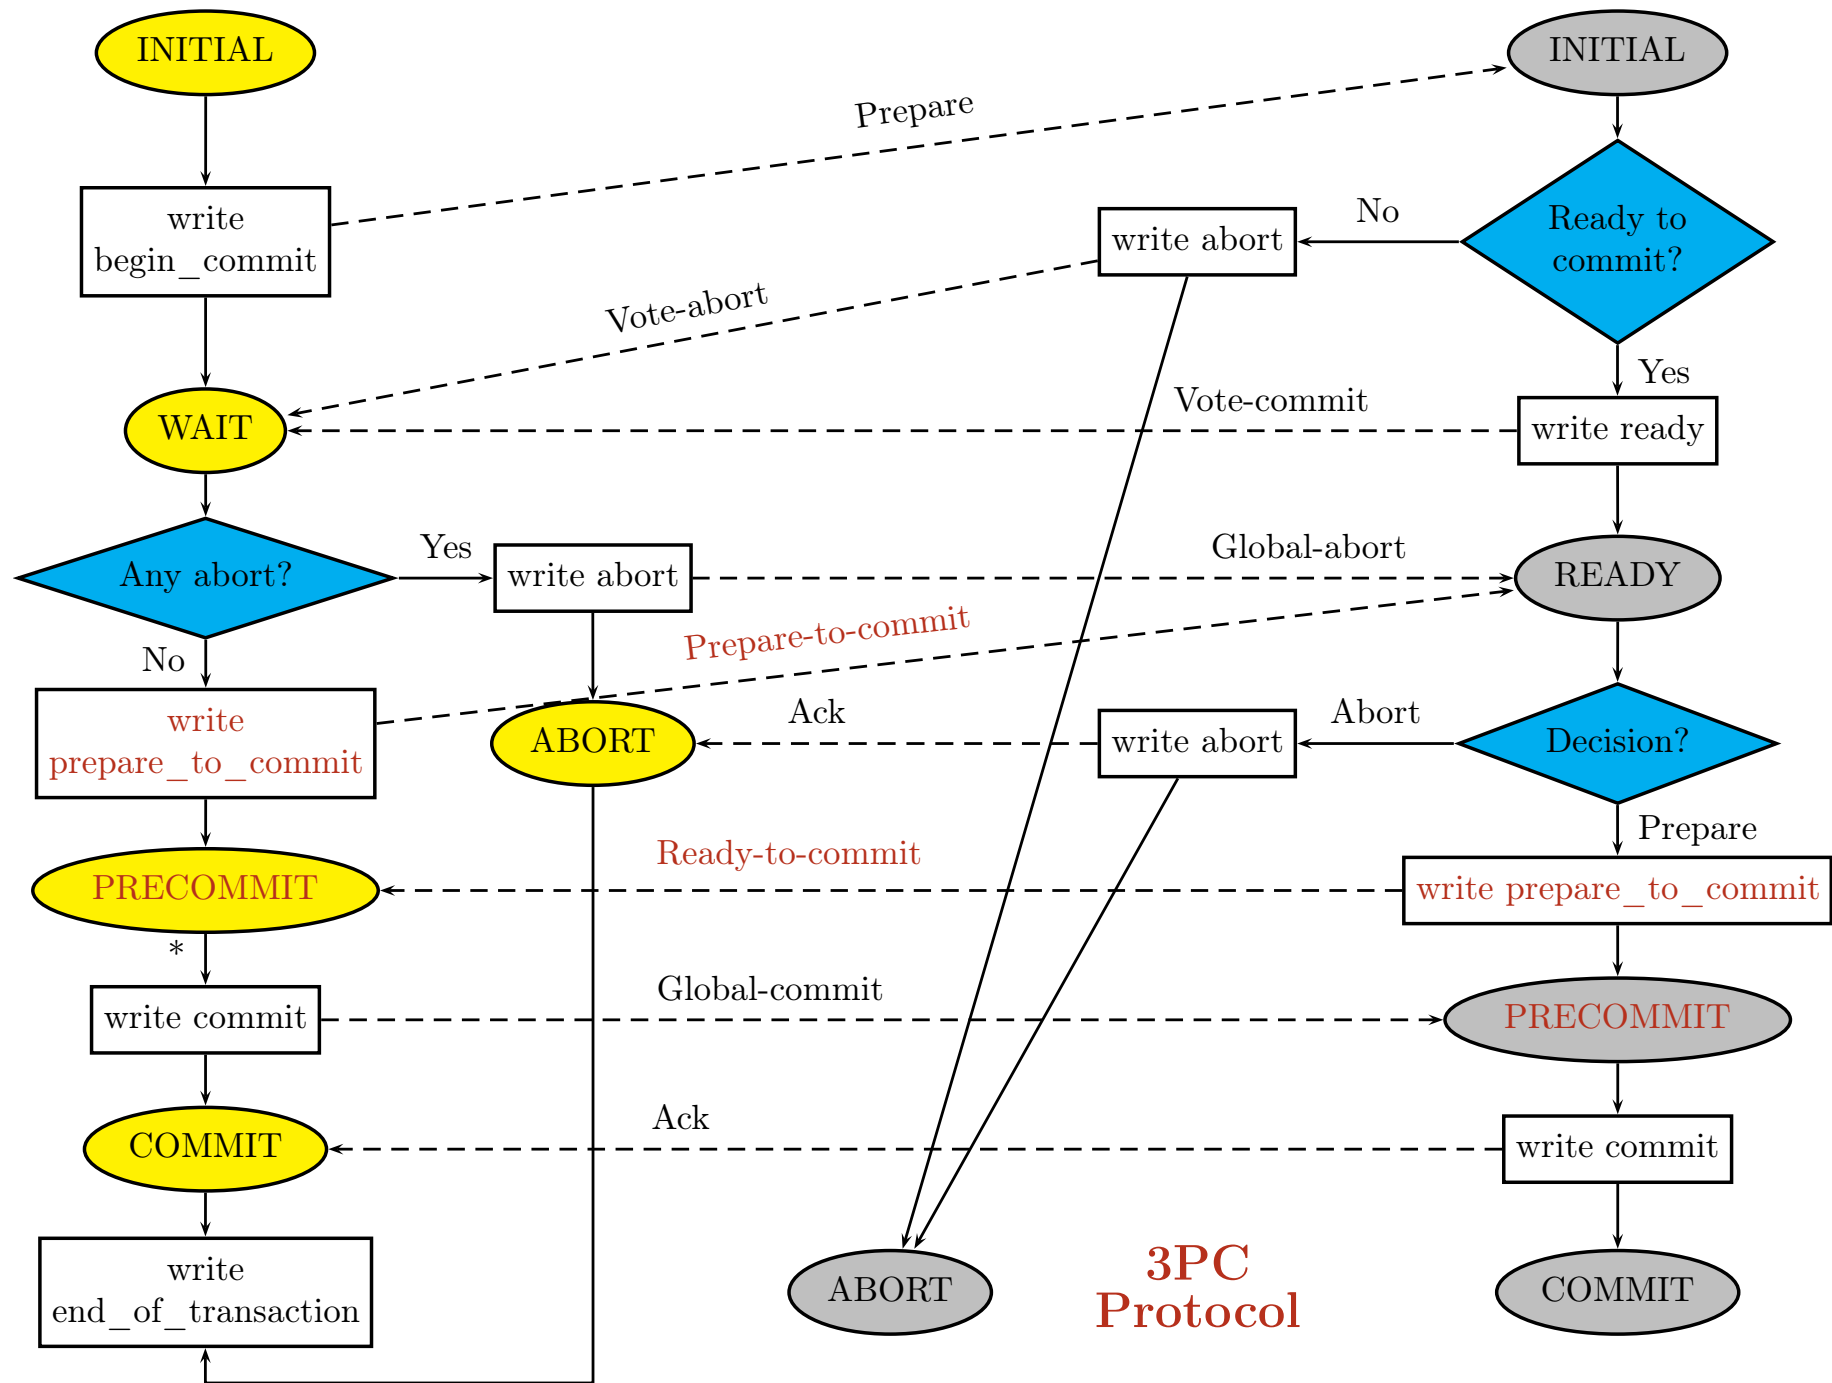 INITIAL
INITIAL
Prepare
write
begin_commit
write abort
No
Ready to
commit?
Vote-abort
Yes
WAIT
Vote-commit
write ready
Any abort?
Yes
write abort
Global-abort
READY
No
Prepare-to-commit
write
prepare_to_commit
ABORT
Ack
write abort
Abort
Decision?
Prepare
PRECOMMIT
Ready-to-commit
write prepare_to_commit
*
write commit
Global-commit
PRECOMMIT
COMMIT
Ack
write commit
write
end_of_transaction
ABORT
3PC
Protocol
COMMIT